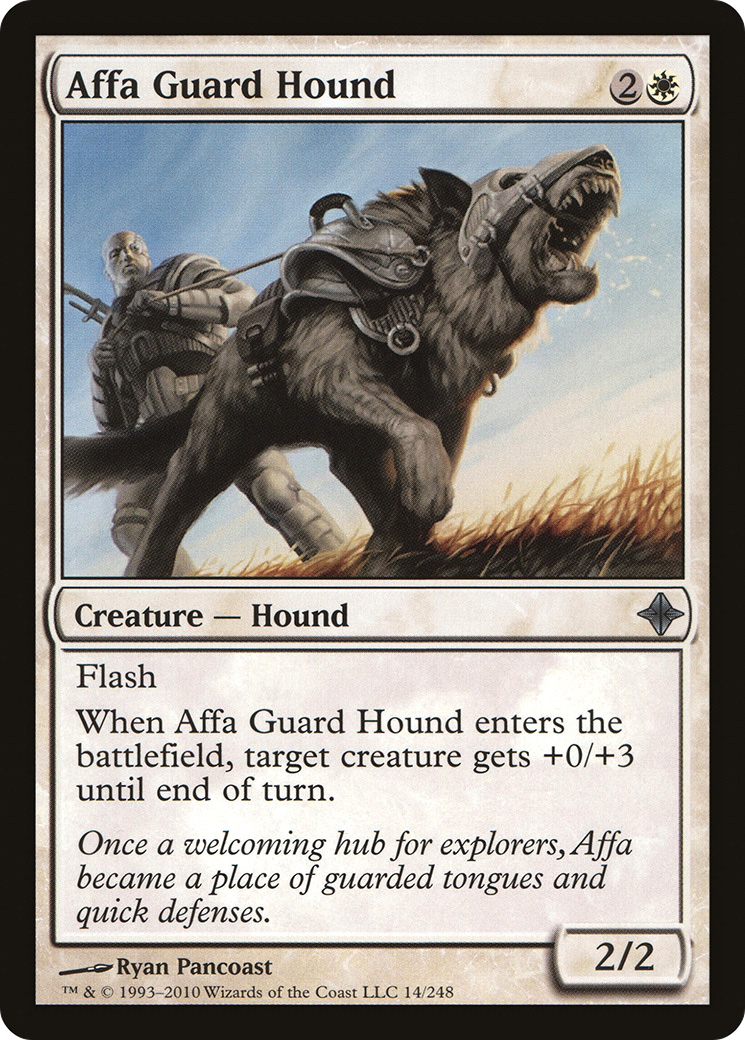 Affa Guard Hound 2
Creature — Hound
Flash
When Affa Guard Hound enters the
battlefield, target creature gets +0/+3
until end of turn.
Once a welcoming hub for explorers, Affa
became a place of guarded tongues and
quick defenses.
2/2
Ryan Pancoast
™ & © 1993–2010 Wizards of the Coast LLC 14/248